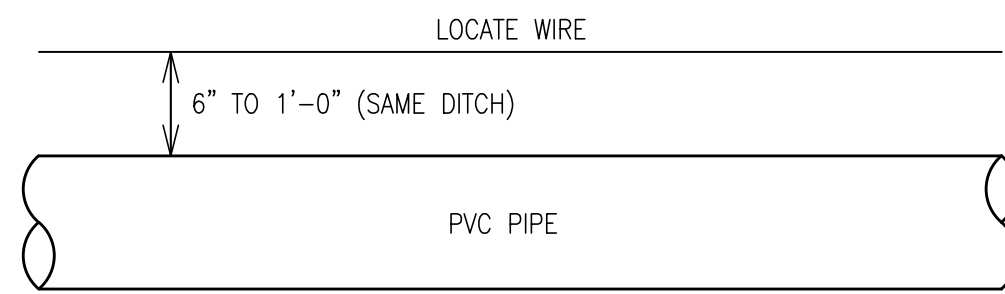 LOCATE WIRE
6" TO 1'-0" (SAME DITCH)
PVC PIPE